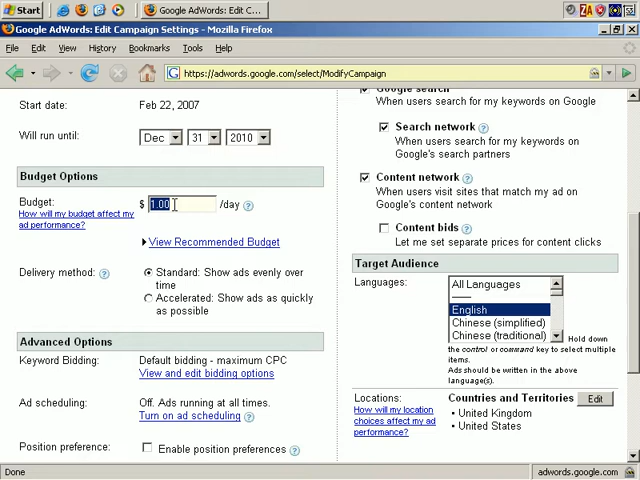 Start
Google AdWords: Edit C...
ZA
Google AdWords: Edit Campaign Settings - Mozilla Firefox
File Edit View History Bookmarks Tools Help
https://adwords.google.com/select/ModifyCampaign
Start date: Feb 22, 2007
Will run until: Dec 31 2010
Budget Options
Budget: $ 1.00 /day ?
How will my budget affect my
ad performance?
View Recommended Budget
Delivery method: ? Standard: Show ads evenly over
time
Accelerated: Show ads as quickly
as possible
Advanced Options
Keyword Bidding: Default bidding - maximum CPC
View and edit bidding options
Ad scheduling: Off. Ads running at all times.
Turn on ad scheduling ?
Position preference: Enable position preferences ?
Google search
When users search for my keywords on Google
Search network ?
When users search for my keywords on
Google's search partners
Content network ?
When users visit sites that match my ad on
Google's content network
Content bids ?
Let me set separate prices for content clicks
Target Audience
Languages: All Languages
English
Chinese (simplified)
Chinese (traditional) Hold down
the control or command key to select multiple
items.
Ads should be written in the above
language(s).
Locations: Countries and Territories Edit
How will my location
choices affect my ad
performance?
• United Kingdom
• United States
Done adwords.google.com